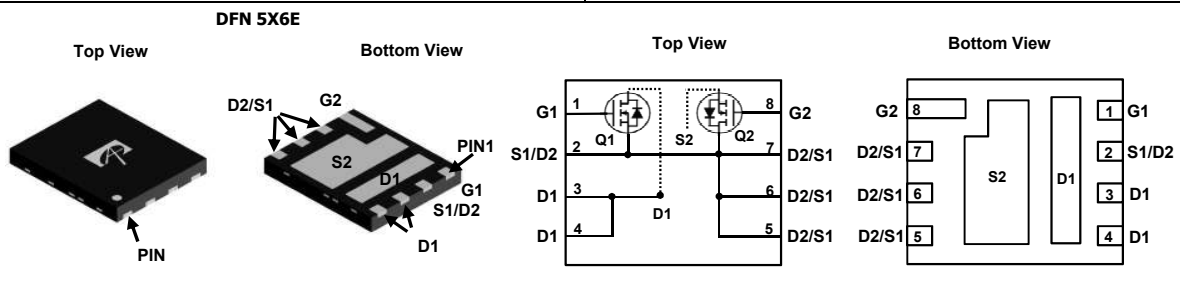 DFN 5X6E
Top View
Bottom View
Top View
Bottom View
D2/S1
G2
S2
D1
PIN1
G1
S1/D2
D1
PIN
G1
1
Q1
S2
Q2
8
G2
S1/D2
2
7
D2/S1
D1
3
D1
6
D2/S1
D1
4
5
D2/S1
G2
8
1
G1
D2/S1
7
2
S1/D2
S2
D1
D2/S1
6
3
D1
D2/S1
5
4
D1